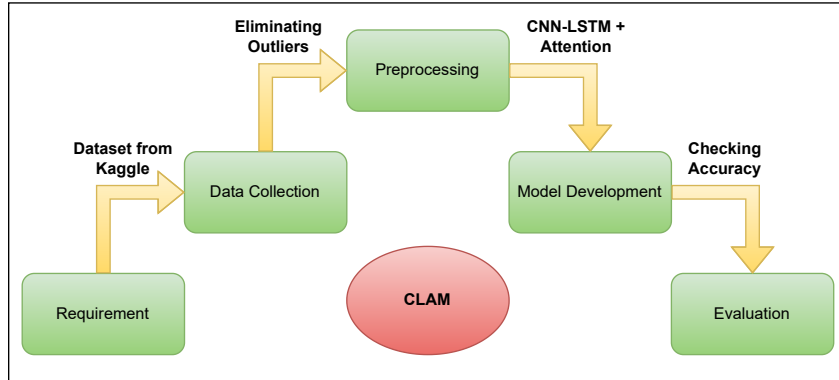 Eliminating
Outliers
CNN-LSTM +
Attention
Preprocessing
Dataset from
Kaggle
Checking
Accuracy
Data Collection
Model Development
CLAM
Requirement
Evaluation